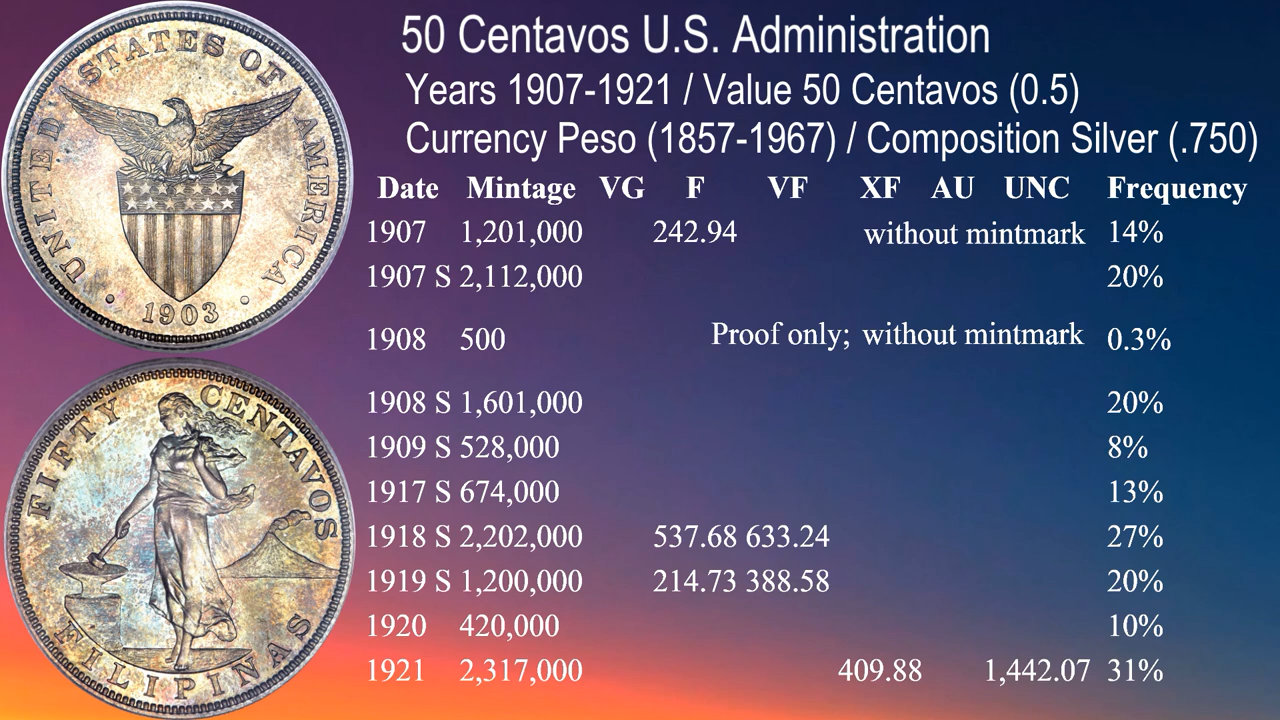 UNITED STATES OF AMERICA
1903
FIFTY CENTAVOS
FILIPINAS
50 Centavos U.S. Administration
Years 1907-1921 / Value 50 Centavos (0.5)
Currency Peso (1857-1967) / Composition Silver (.750)
Date Mintage VG F VF XF AU UNC Frequency
1907 1,201,000 242.94 without mintmark 14%
1907 S 2,112,000 20%
1908 500 Proof only; without mintmark 0.3%
1908 S 1,601,000 20%
1909 S 528,000 8%
1917 S 674,000 13%
1918 S 2,202,000 537.68 633.24 27%
1919 S 1,200,000 214.73 388.58 20%
1920 420,000 10%
1921 2,317,000 409.88 1,442.07 31%